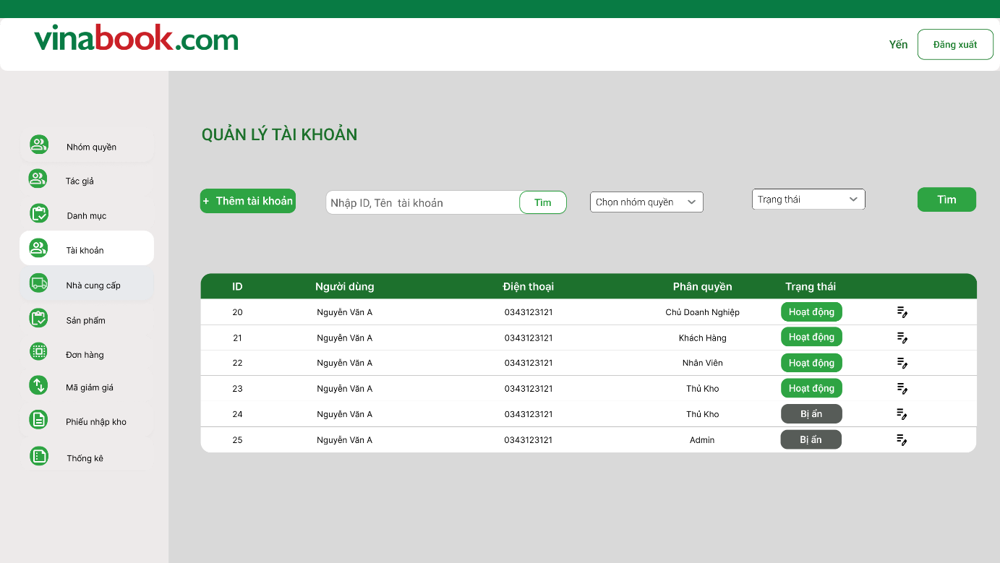 vinabook.com
Yến
Đăng xuất
Nhóm quyền
Tác giả
Danh mục
Tài khoản
Nhà cung cấp
Sản phẩm
Đơn hàng
Mã giảm giá
Phiếu nhập kho
Thống kê
QUẢN LÝ TÀI KHOẢN
+ Thêm tài khoản
Nhập ID, Tên tài khoản
Tìm
Chọn nhóm quyền
Trạng thái
Tìm
ID Người dùng Điện thoại Phân quyền Trạng thái
20 Nguyễn Văn A 0343123121 Chủ Doanh Nghiệp Hoạt động
21 Nguyễn Văn A 0343123121 Khách Hàng Hoạt động
22 Nguyễn Văn A 0343123121 Nhân Viên Hoạt động
23 Nguyễn Văn A 0343123121 Thủ Kho Hoạt động
24 Nguyễn Văn A 0343123121 Thủ Kho Bị ẩn
25 Nguyễn Văn A 0343123121 Admin Bị ẩn